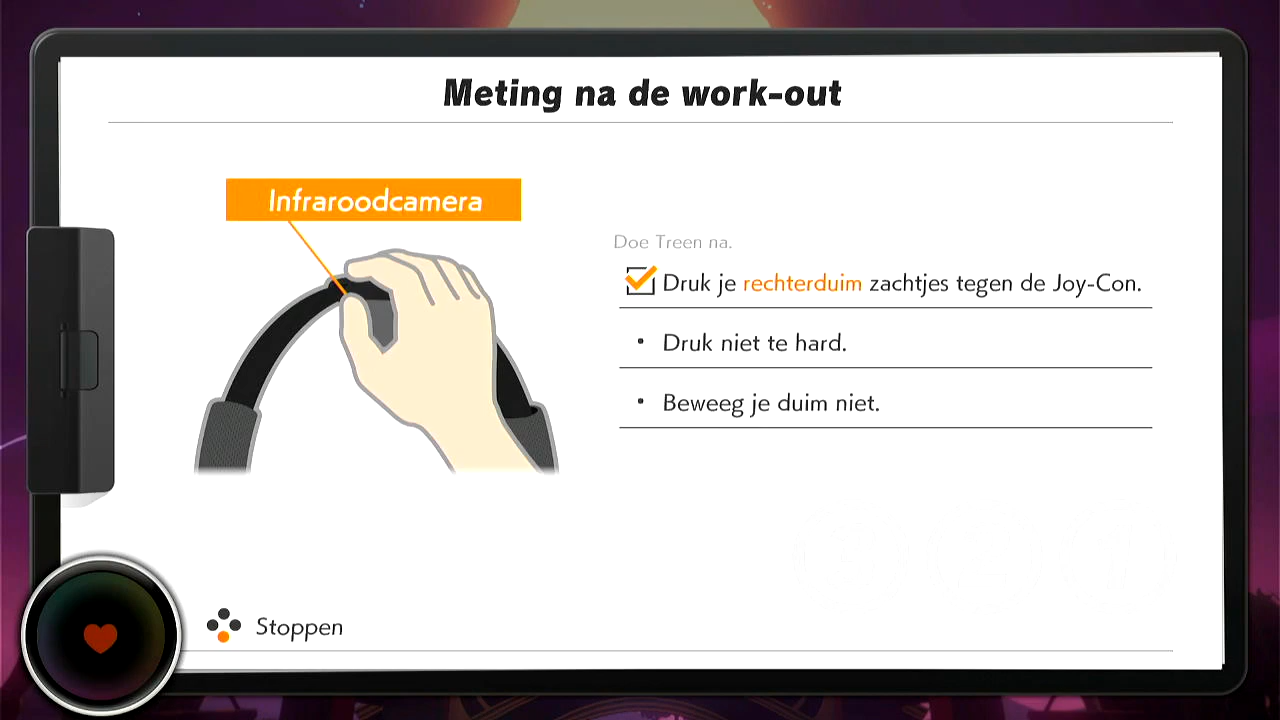 Meting na de work-out
Infraroodcamera
Doe Treen na.
Druk je rechterduim zachtjes tegen de Joy-Con.
• Druk niet te hard.
• Beweeg je duim niet.
Stoppen